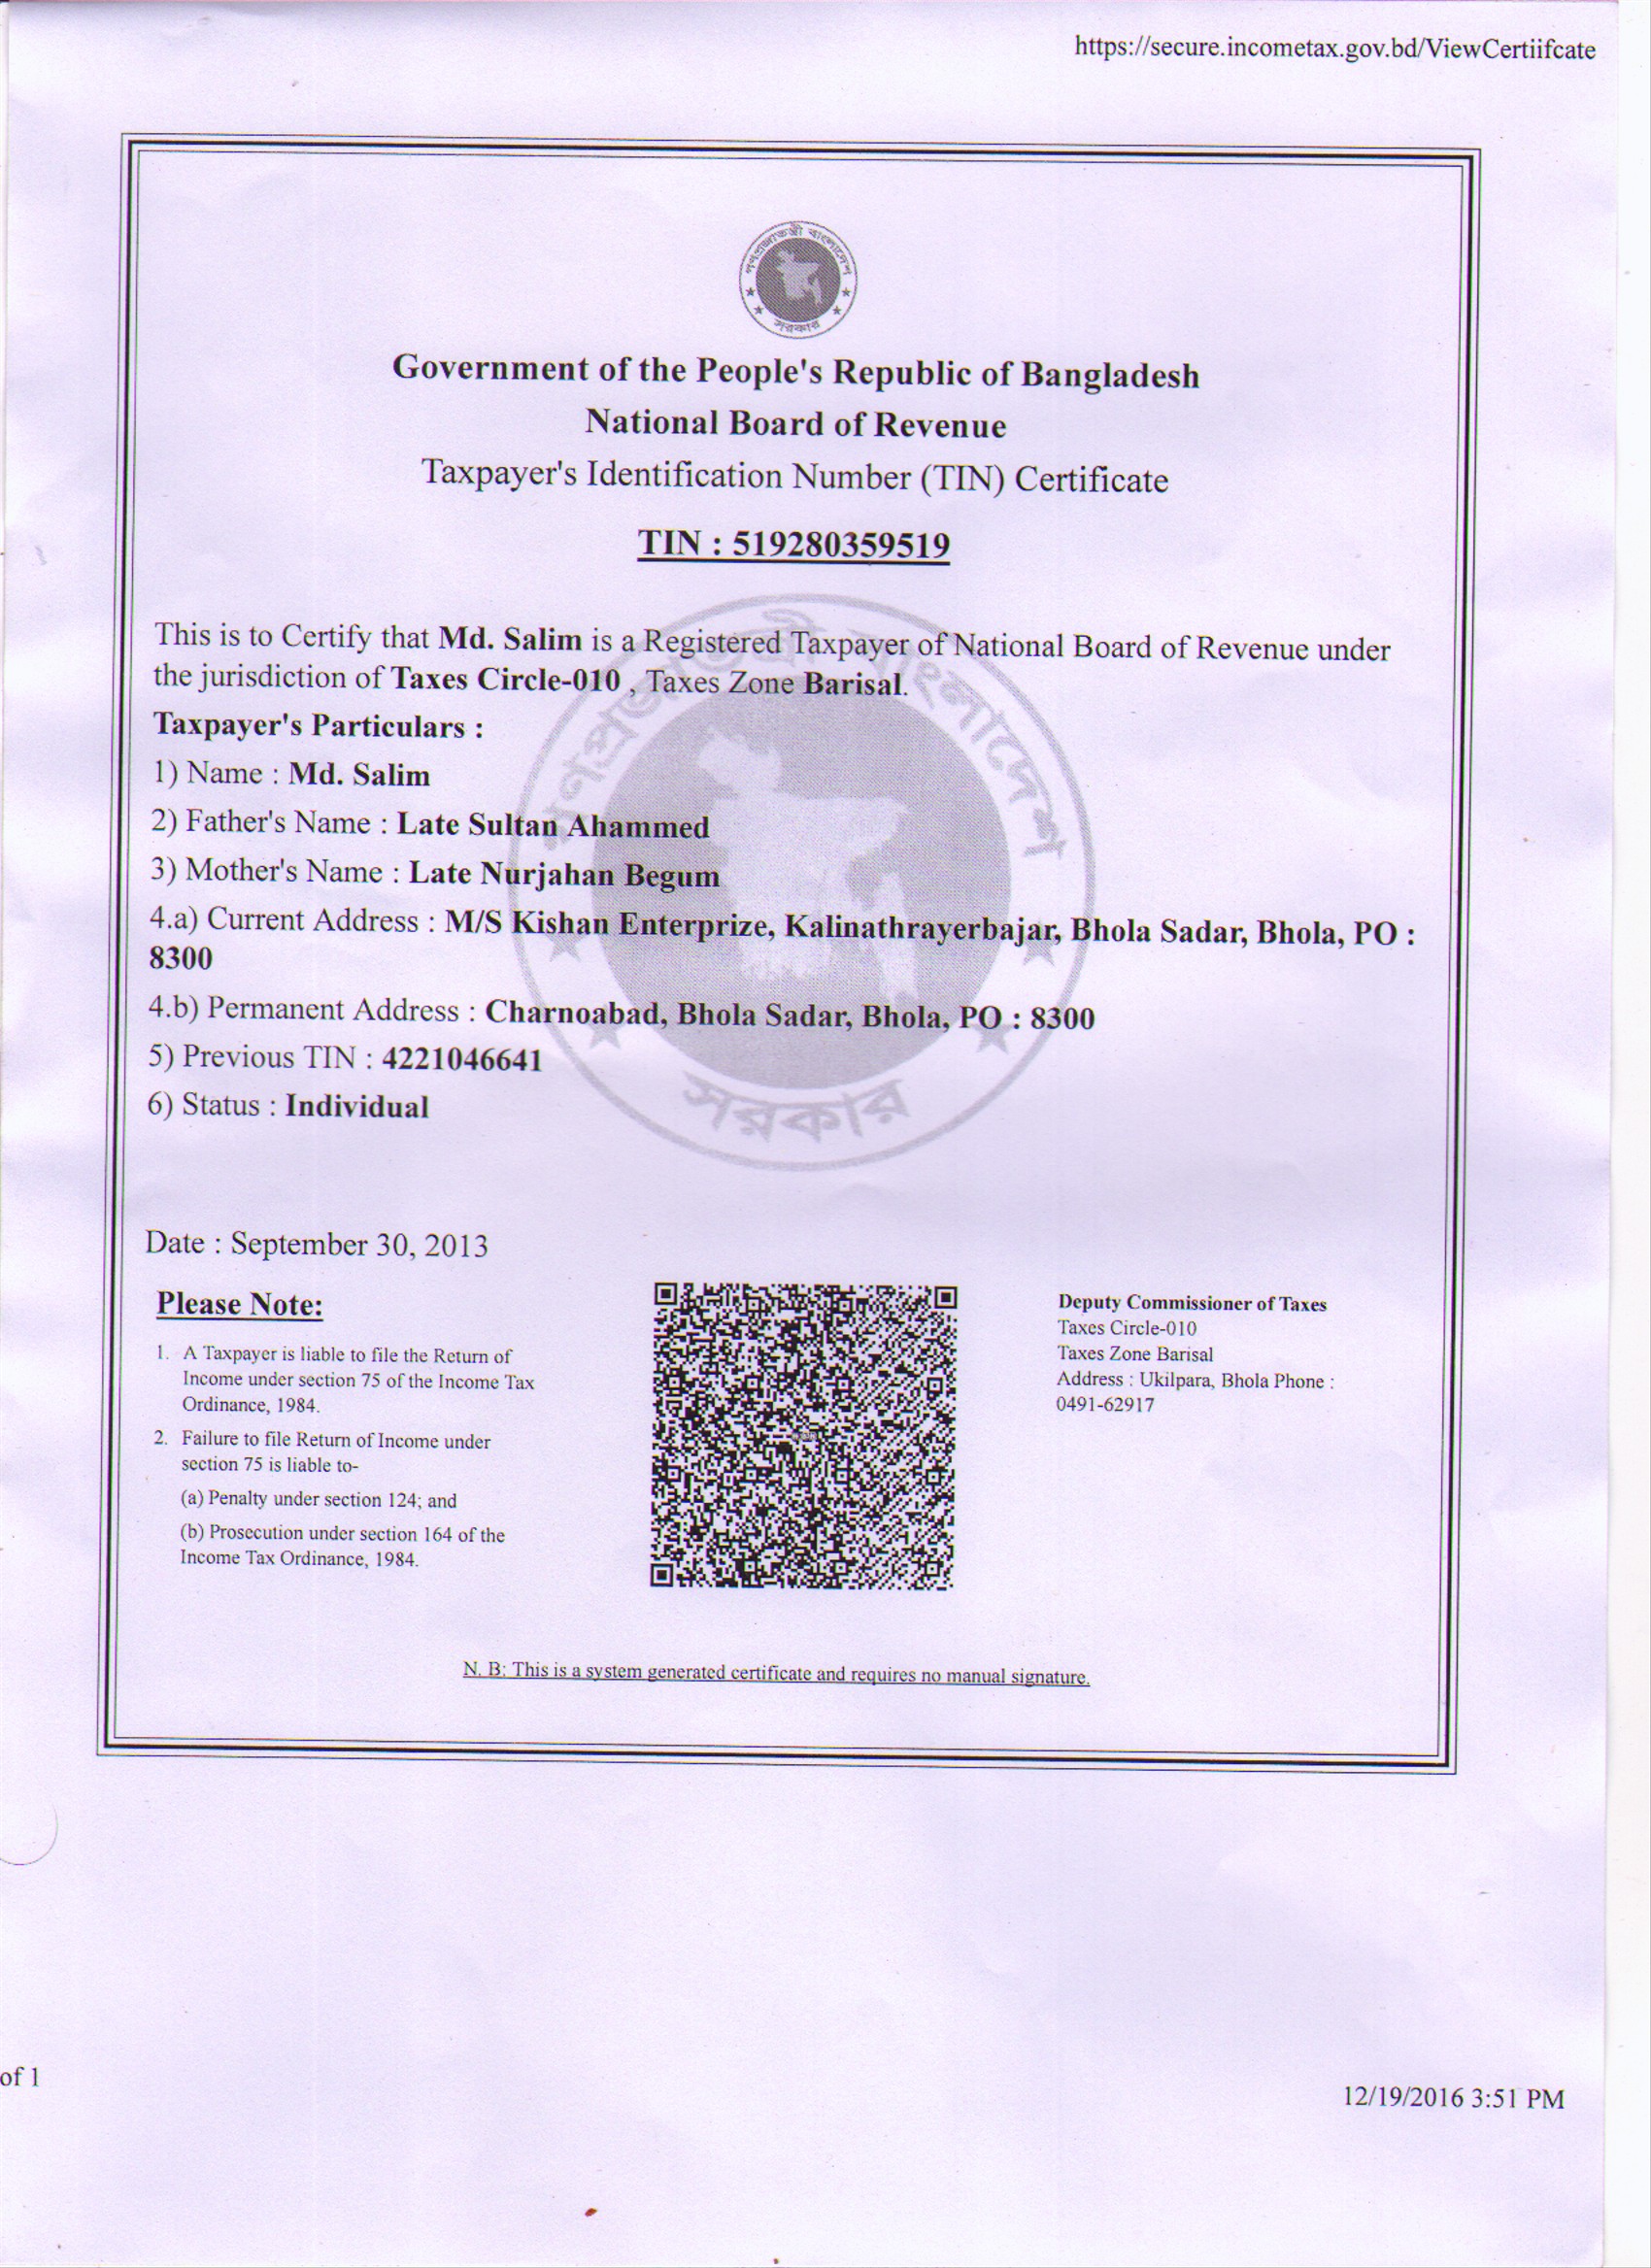 https://secure.incometax.gov.bd/ViewCertiifcate
গণপ্রজাতন্ত্রী বাংলাদেশ
সরকার
Government of the People's Republic of Bangladesh
National Board of Revenue
Taxpayer's Identification Number (TIN) Certificate
TIN : 519280359519
This is to Certify that Md. Salim is a Registered Taxpayer of National Board of Revenue under
the jurisdiction of Taxes Circle-010 , Taxes Zone Barisal.
Taxpayer's Particulars :
1) Name : Md. Salim
2) Father's Name : Late Sultan Ahammed
3) Mother's Name : Late Nurjahan Begum
4.a) Current Address : M/S Kishan Enterprize, Kalinathrayerbajar, Bhola Sadar, Bhola, PO :
8300
4.b) Permanent Address : Charnoabad, Bhola Sadar, Bhola, PO : 8300
5) Previous TIN : 4221046641
6) Status : Individual
গণপ্রজাতন্ত্রী বাংলাদেশ
সরকার
Date : September 30, 2013
Please Note:
1. A Taxpayer is liable to file the Return of
Income under section 75 of the Income Tax
Ordinance, 1984.
2. Failure to file Return of Income under
section 75 is liable to-
(a) Penalty under section 124; and
(b) Prosecution under section 164 of the
Income Tax Ordinance, 1984.
Deputy Commissioner of Taxes
Taxes Circle-010
Taxes Zone Barisal
Address : Ukilpara, Bhola Phone :
0491-62917
N. B: This is a system generated certificate and requires no manual signature.
of 1
12/19/2016 3:51 PM